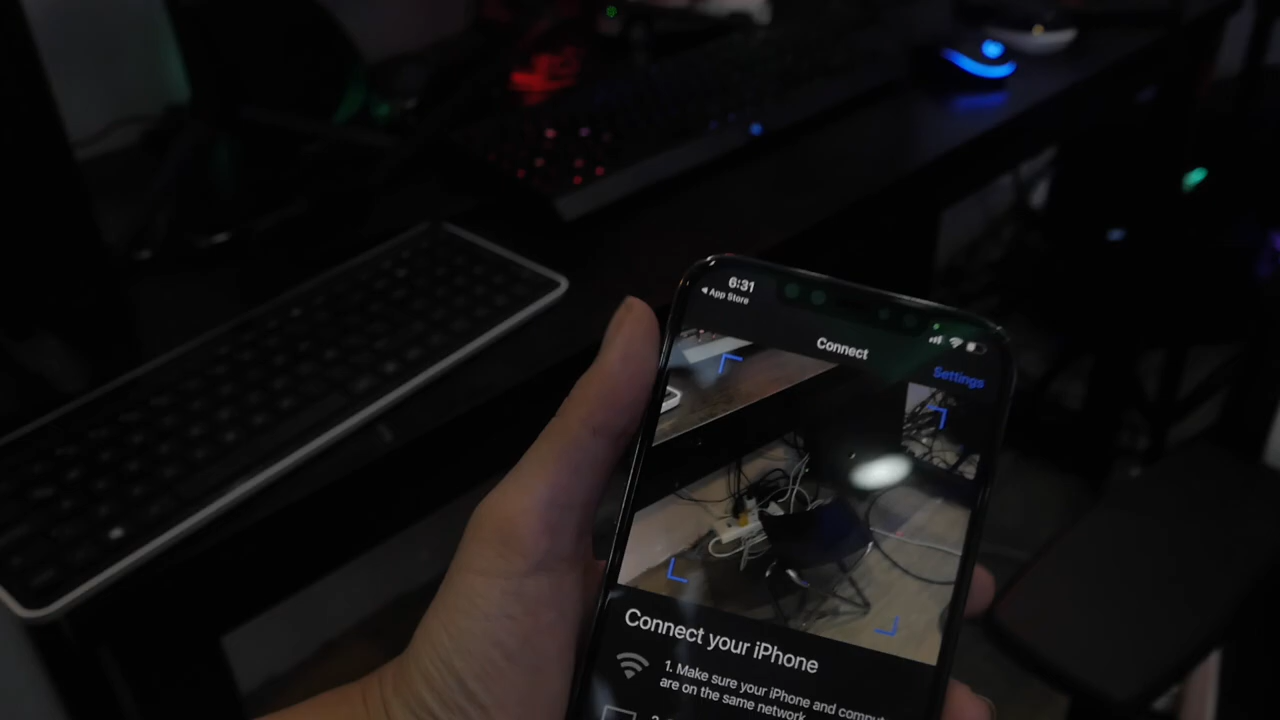 6:31
App Store
Connect
Settings
Connect your iPhone
1. Make sure your iPhone and
are on the same network